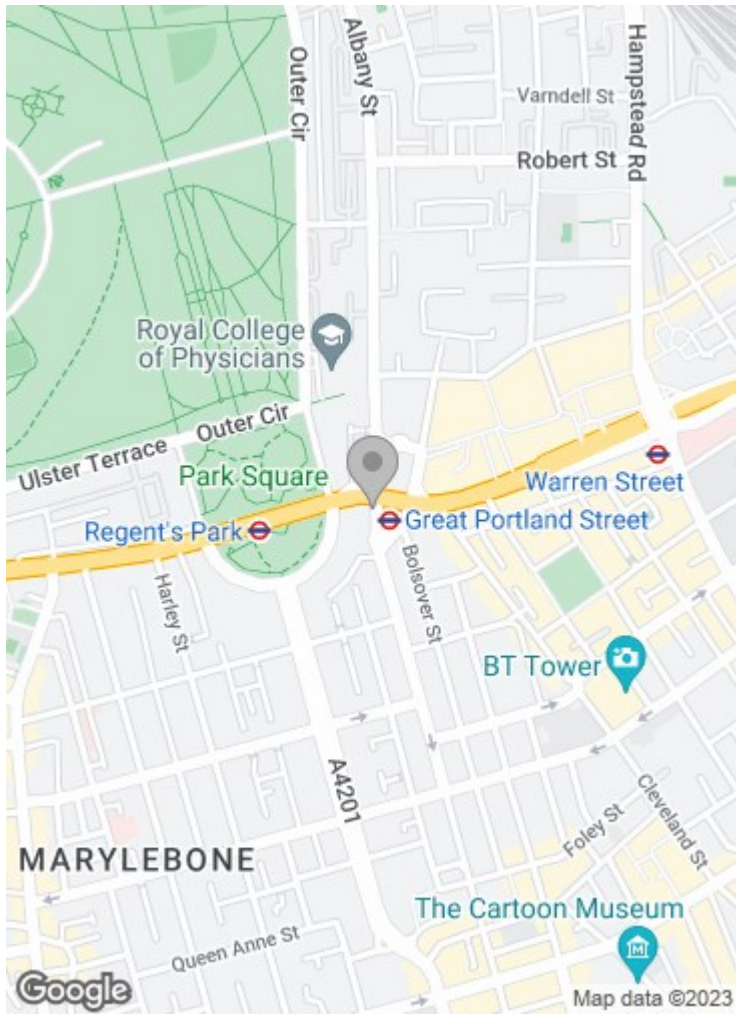 Outer Cir
Albany St
Hampstead Rd
Varndell St
Robert St
Royal College
of Physicians
Outer Cir
Ulster Terrace
Park Square
Warren Street
Regent's Park
Great Portland Street
Bolsover St
Harley St
BT Tower
A4201
Cleveland St
Foley St
MARYLEBONE
The Cartoon Museum
Queen Anne St
M
Google
Map data ©2023